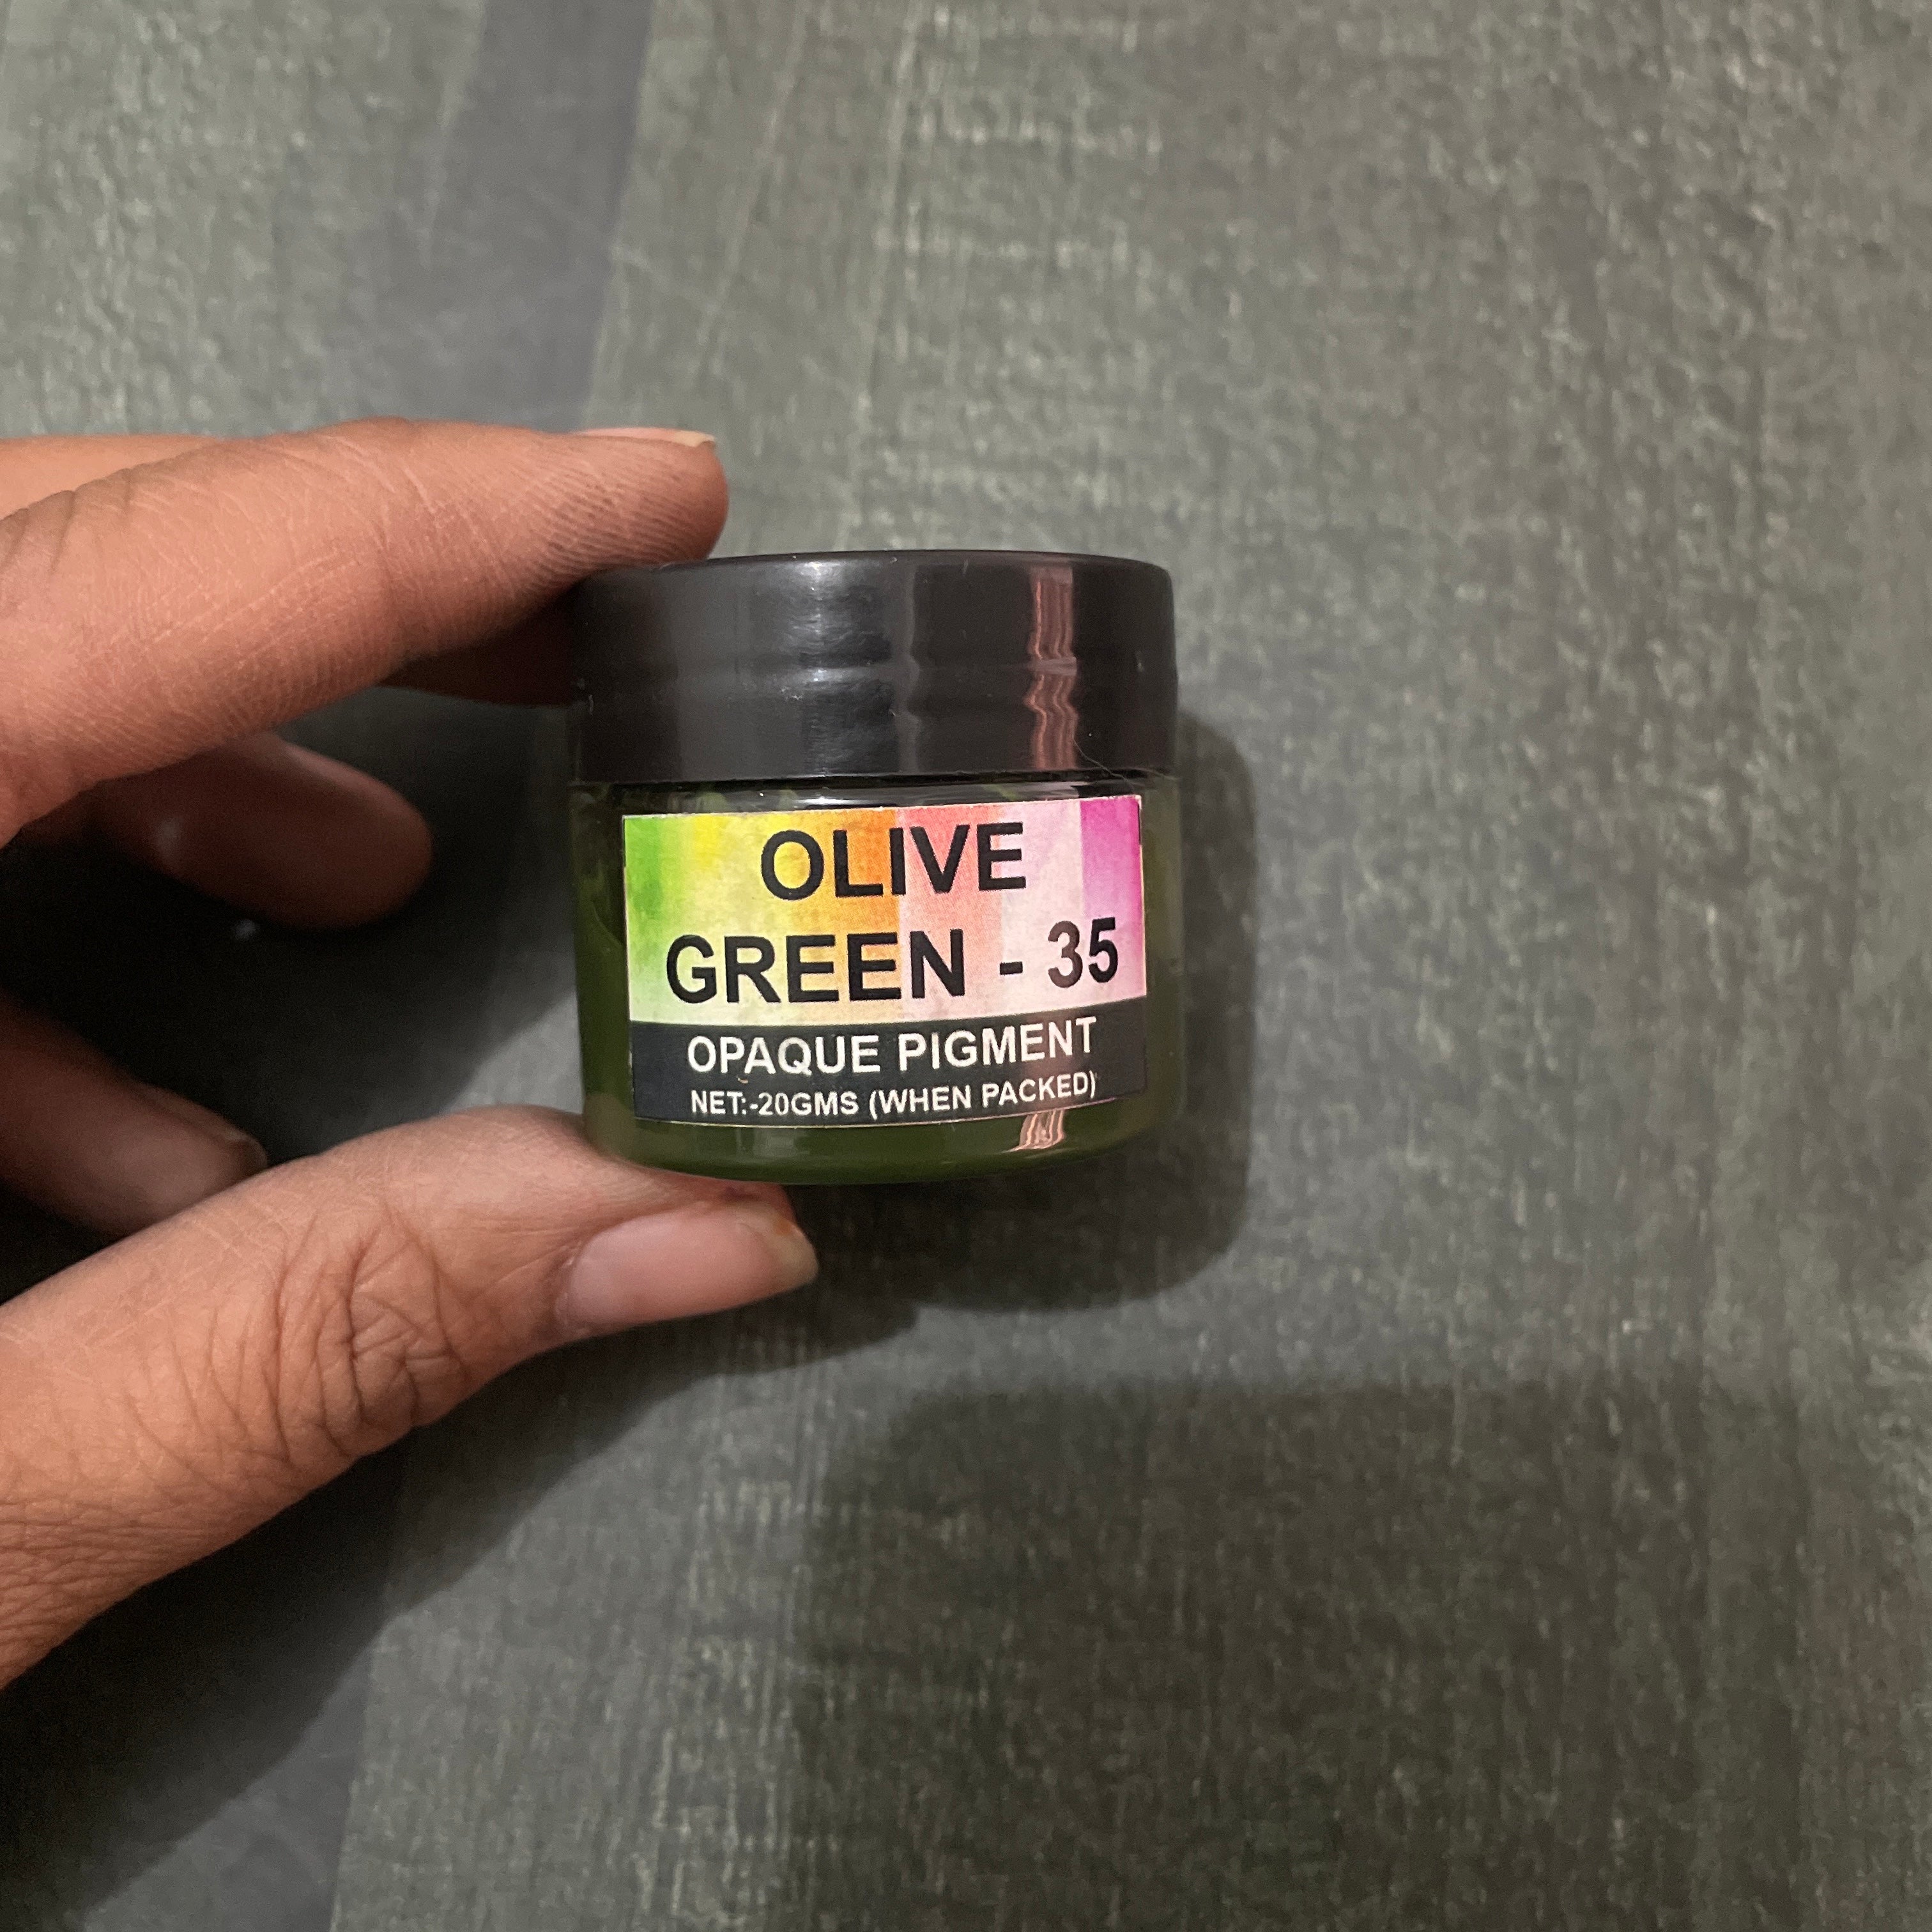 OLIVE
GREEN - 35
OPAQUE PIGMENT
NET:-20GMS (WHEN PACKED)